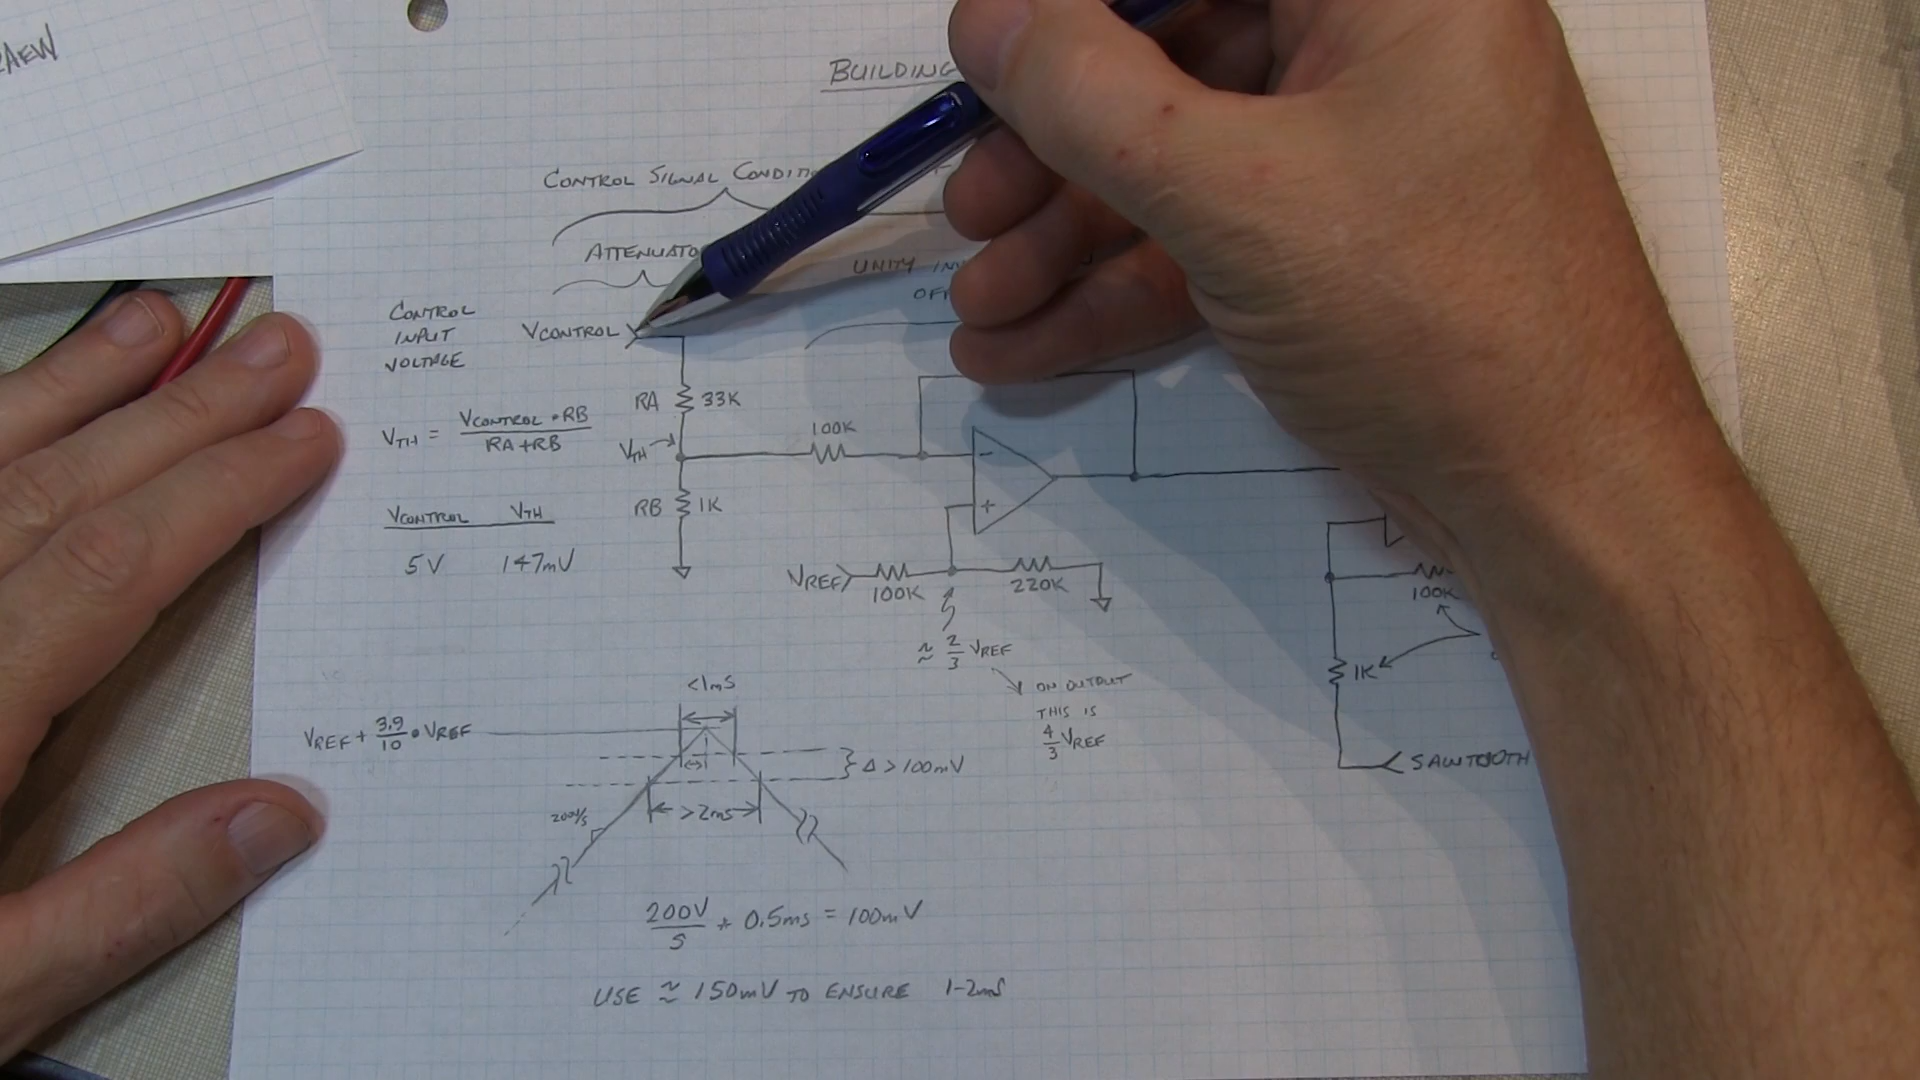 BUILDING
CONTROL SIGNAL
ATTENUATO
UNITY
CONTROL
INPUT
VOLTAGE
VCONTROL
RA 33K
VTH = VCONTROL • RB
RA + RB
VTH
100K
-
+
RB 1K
VCONTROL VTH
5V 147mV
VREF
100K
220K
≈ 2/3 VREF
ON OUTPUT
THIS IS
4/3 VREF
100K
1K
SAWTOOTH
<1mS
VREF + 3.9/10 • VREF
Δ > 100mV
>2ms
200V/s
200V/S * 0.5ms = 100mV
USE ≈ 150mV TO ENSURE 1-2ms